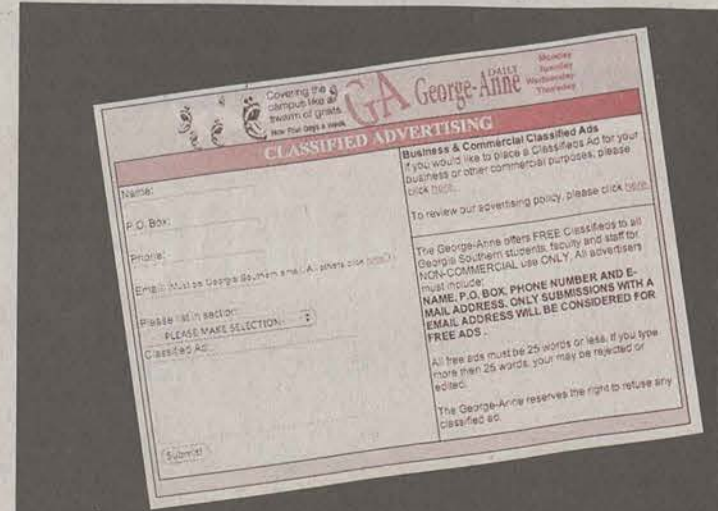 Covering the
campus like a
swarm of gnats
Now Four Days a Week
GA
DAILY
George-Anne
Monday
Tuesday
Wednesday
Thursday
CLASSIFIED ADVERTISING
Name:
P.O. Box:
Phone:
Email: (Must be Georgia Southern email. All others click here.)
Please list in section:
PLEASE MAKE SELECTION-
Classified Ad:
Submit!
Business & Commercial Classified Ads
If you would like to place a Classifieds Ad for your
business or other commercial purposes, please
click here.
To review our advertising policy, please click here.
The George-Anne offers FREE Classifieds to all
Georgia Southern students, faculty and staff for
NON-COMMERCIAL use ONLY. All advertisers
must include:
NAME, P.O. BOX, PHONE NUMBER AND E-
MAIL ADDRESS. ONLY SUBMISSIONS WITH A
EMAIL ADDRESS WILL BE CONSIDERED FOR
FREE ADS .
All free ads must be 25 words or less. If you type
more then 25 words, your may be rejected or
edited.
The George-Anne reserves the right to refuse any
classified ad.